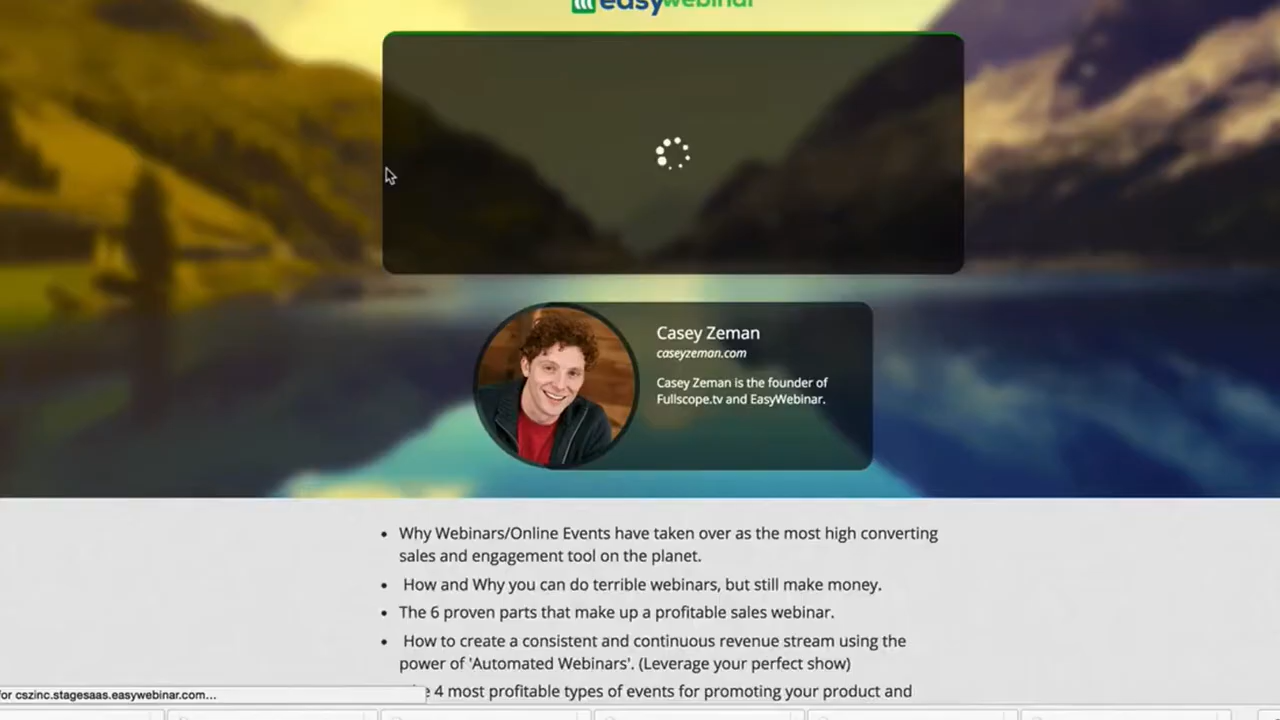 easywebinar
Casey Zeman
caseyzeman.com
Casey Zeman is the founder of
Fullscope.tv and EasyWebinar.
• Why Webinars/Online Events have taken over as the most high converting
sales and engagement tool on the planet.
• How and Why you can do terrible webinars, but still make money.
• The 6 proven parts that make up a profitable sales webinar.
• How to create a consistent and continuous revenue stream using the
power of 'Automated Webinars'. (Leverage your perfect show)
4 most profitable types of events for promoting your product and
for cszinc.stagesaas.easywebinar.com...